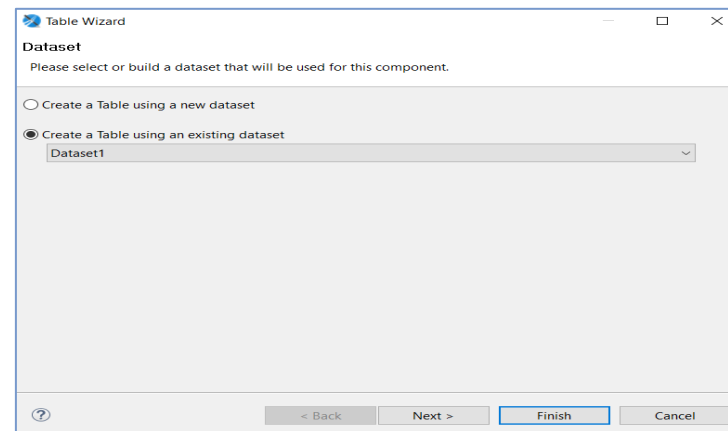 Table Wizard
Dataset
Please select or build a dataset that will be used for this component.
Create a Table using a new dataset
Create a Table using an existing dataset
Dataset1
?
< Back Next > Finish Cancel